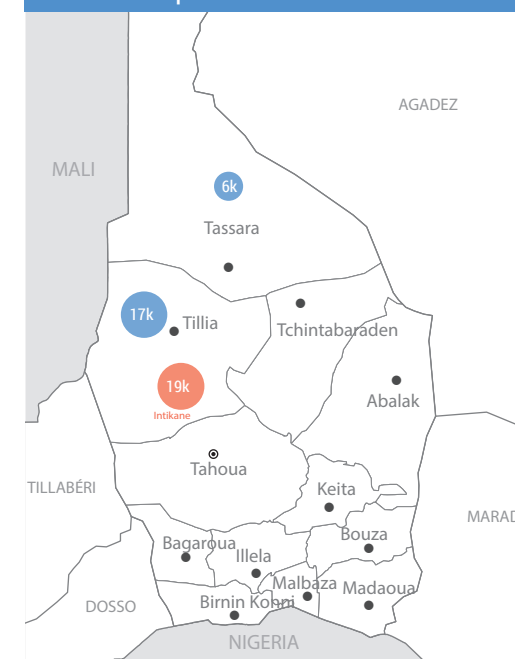 AGADEZ
MALI
6k
Tassara
17k
Tillia
Tchintabaraden
19k
Intikane
Abalak
Tahoua
TILLABÉRI
Keita
MARAD
Bouza
Bagaroua
Illela
Malbaza
Madaoua
Birnin Konni
DOSSO
NIGERIA